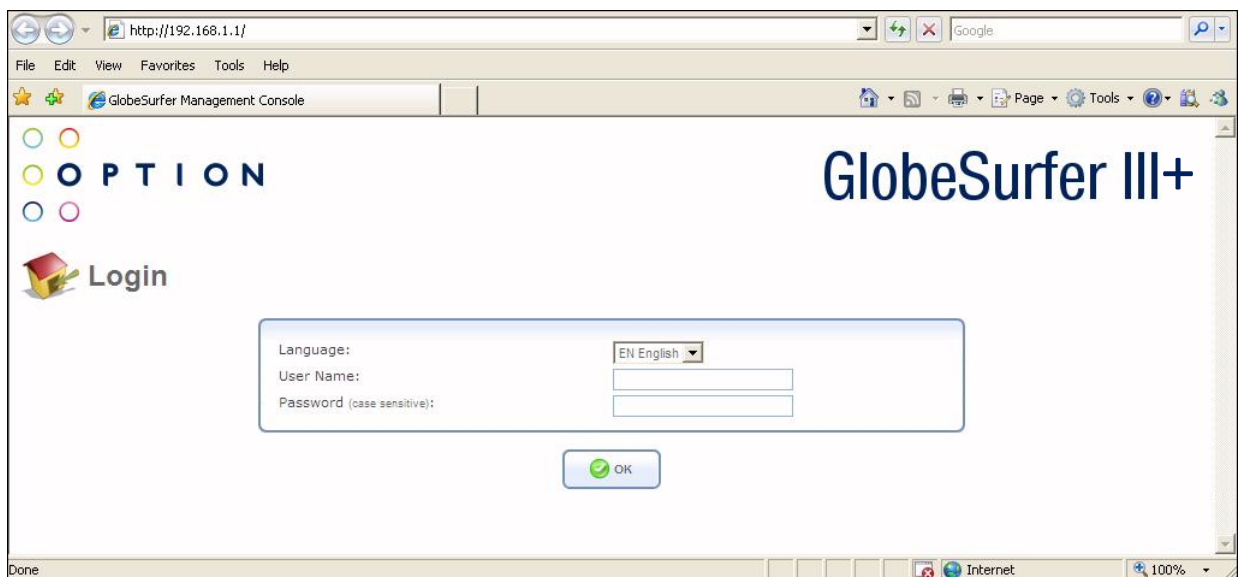 http://192.168.1.1/
Google
File Edit View Favorites Tools Help
GlobeSurfer Management Console
Page Tools
OPTION
GlobeSurfer III+
Login
Language:
EN English
User Name:
Password (case sensitive):
OK
Done
Internet
100%